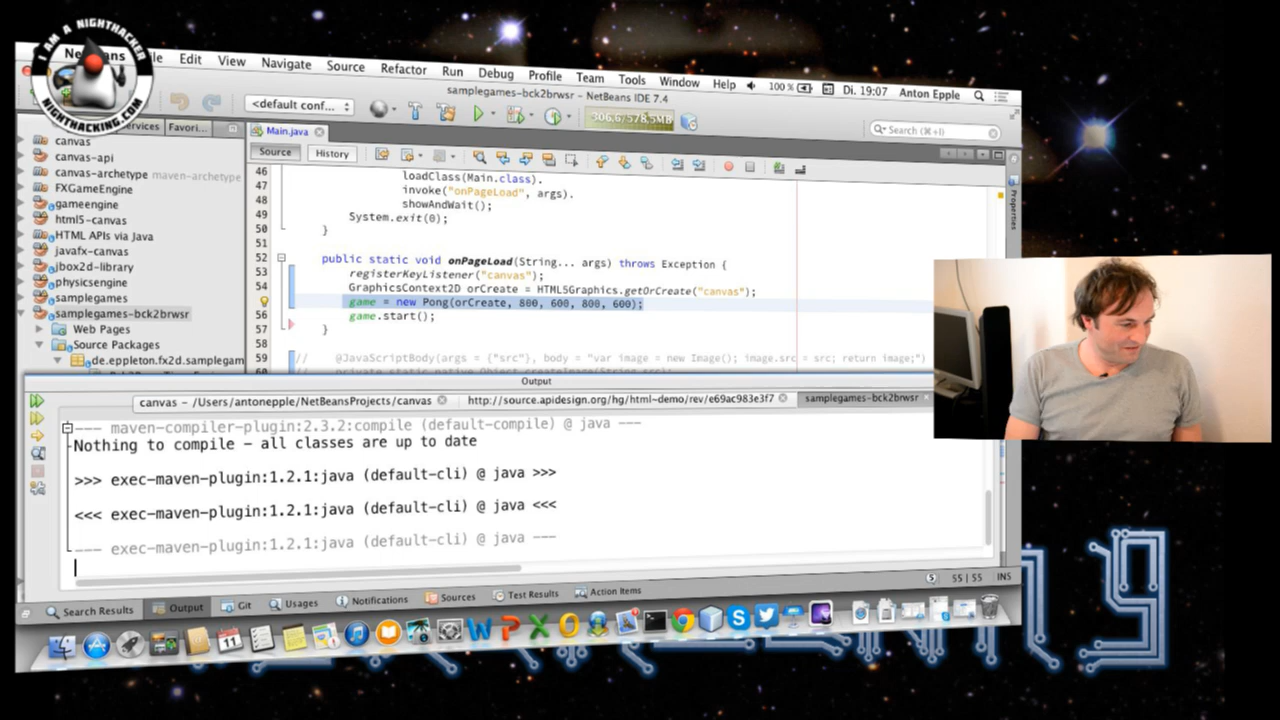 I AM A NIGHTHACKER
NIGHTHACKING.COM
NetBeans File Edit View Navigate Source Refactor Run Debug Profile Team Tools Window Help 100% Di. 19:07 Anton Epple
samplegames-bck2brwsr - NetBeans IDE 7.4
<default conf...
306.6/578.5MB
Search (⌘+I)
Favori...
Main.java
Source History
canvas
canvas-api
canvas-archetype maven-archetype
FXGameEngine
gameengine
html5-canvas
HTML APIs via Java
javafx-canvas
jbox2d-library
physicsengine
samplegames
samplegames-bck2brwsr
Web Pages
Source Packages
de.eppleton.fx2d.samplegam
46 loadClass(Main.class).
47 invoke("onPageLoad", args).
48 showAndWait();
49 System.exit(0);
50 }
51
52 public static void onPageLoad(String... args) throws Exception {
53 registerKeyListener("canvas");
54 GraphicsContext2D orCreate = HTML5Graphics.getOrCreate("canvas");
game = new Pong(orCreate, 800, 600, 800, 600);
56 game.start();
57 }
58
59 // @JavaScriptBody(args = {"src"}, body = "var image = new Image(); image.src = src; return image;")
Properties
Output
canvas - /Users/antonepple/NetBeansProjects/canvas http://source.apidesign.org/hg/html~demo/rev/e69ac983e3f7 samplegames-bck2brwsr
--- maven-compiler-plugin:2.3.2:compile (default-compile) @ java ---
Nothing to compile - all classes are up to date
>>> exec-maven-plugin:1.2.1:java (default-cli) @ java >>>
<<< exec-maven-plugin:1.2.1:java (default-cli) @ java <<<
--- exec-maven-plugin:1.2.1:java (default-cli) @ java ---
5 55 | 55 INS
Search Results Output Git Usages Notifications Sources Test Results Action Items
11